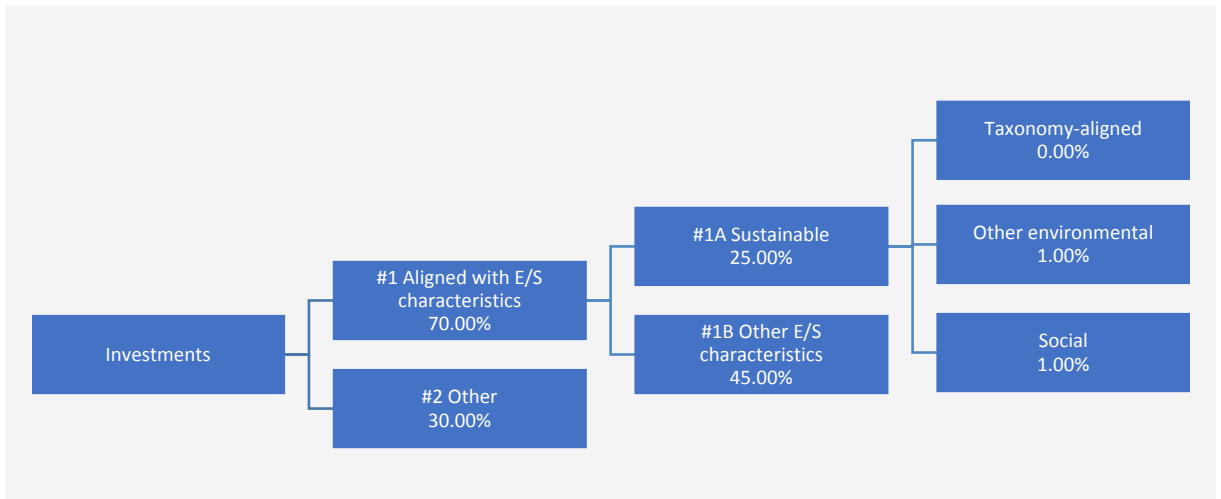 Investments
#1 Aligned with E/S
characteristics
70.00%
#2 Other
30.00%
#1A Sustainable
25.00%
#1B Other E/S
characteristics
45.00%
Taxonomy-aligned
0.00%
Other environmental
1.00%
Social
1.00%